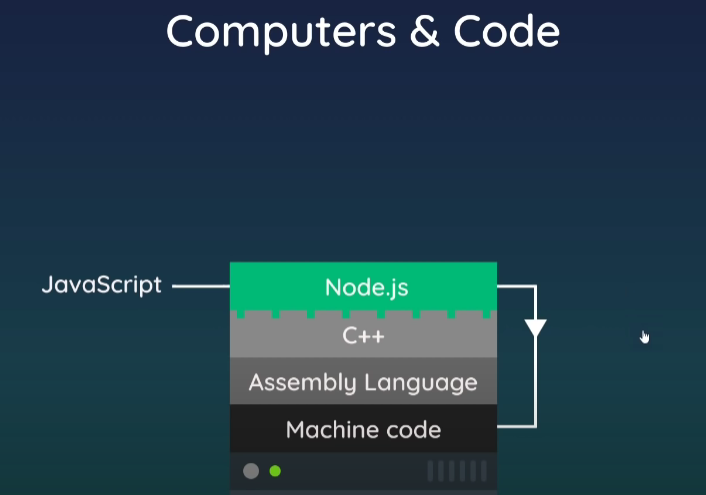 Computers & Code
JavaScript
Node.js
C++
Assembly Language
Machine code